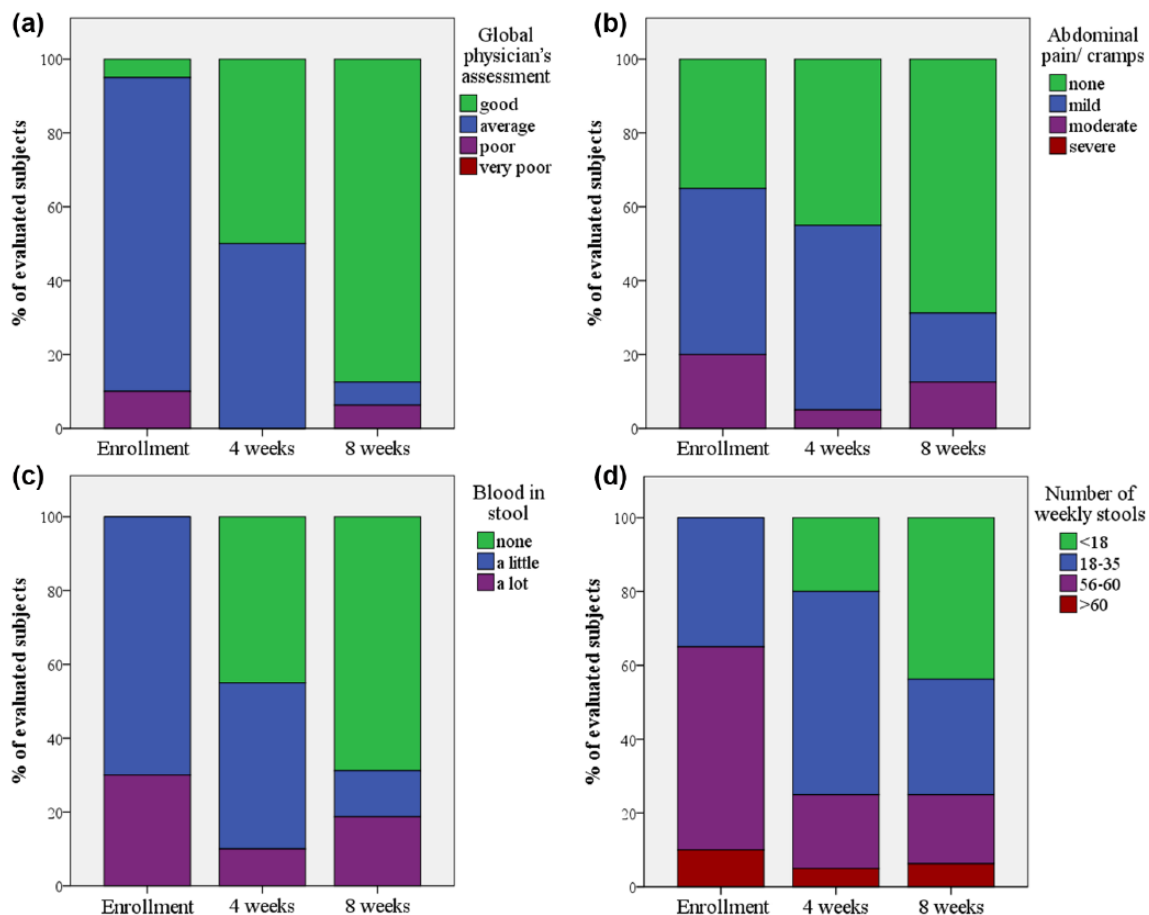 (a)
Global
physician's
assessment
good
average
poor
very poor
% of evaluated subjects
100
80
60
40
20
0
Enrollment 4 weeks 8 weeks
(b)
Abdominal
pain/ cramps
none
mild
moderate
severe
% of evaluated subjects
100
80
60
40
20
0
Enrollment 4 weeks 8 weeks
(c)
Blood in
stool
none
a little
a lot
% of evaluated subjects
100
80
60
40
20
0
Enrollment 4 weeks 8 weeks
(d)
Number of
weekly stools
<18
18-35
56-60
>60
% of evaluated subjects
100
80
60
40
20
0
Enrollment 4 weeks 8 weeks